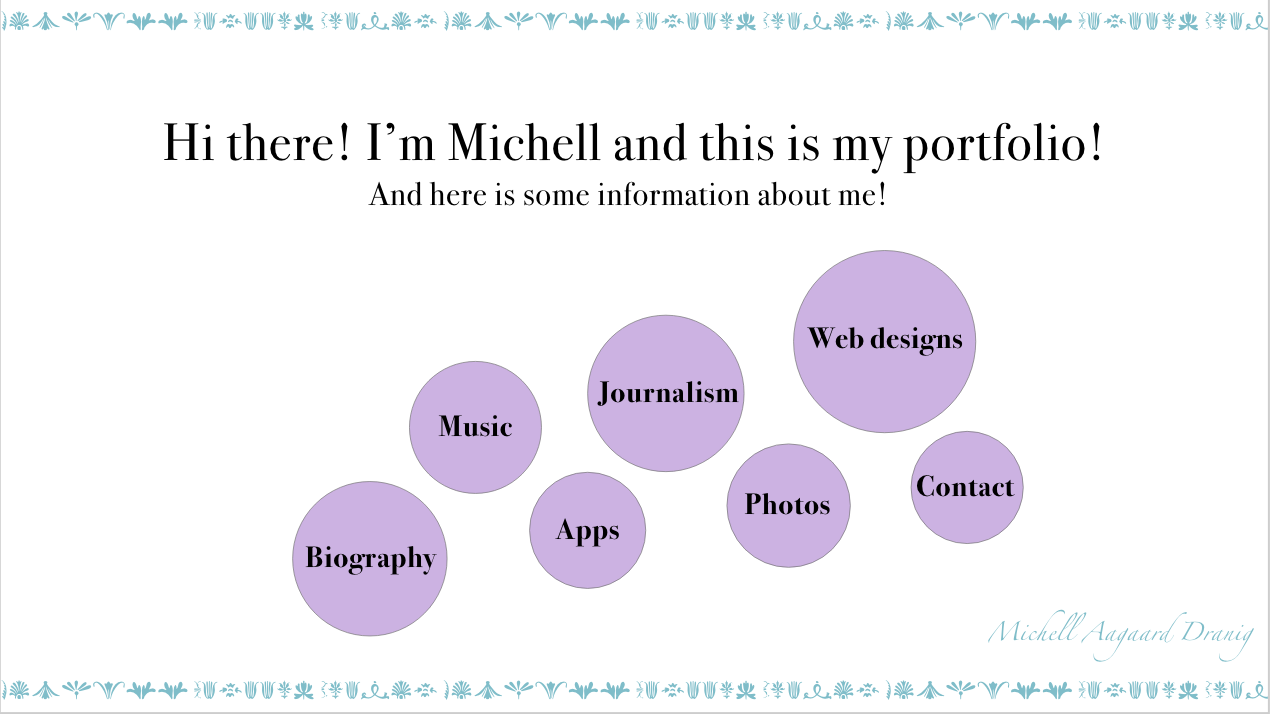 Hi there! I’m Michell and this is my portfolio!
And here is some information about me!
Web designs
Journalism
Music
Contact
Photos
Apps
Biography
Michell Aagaard Dranig